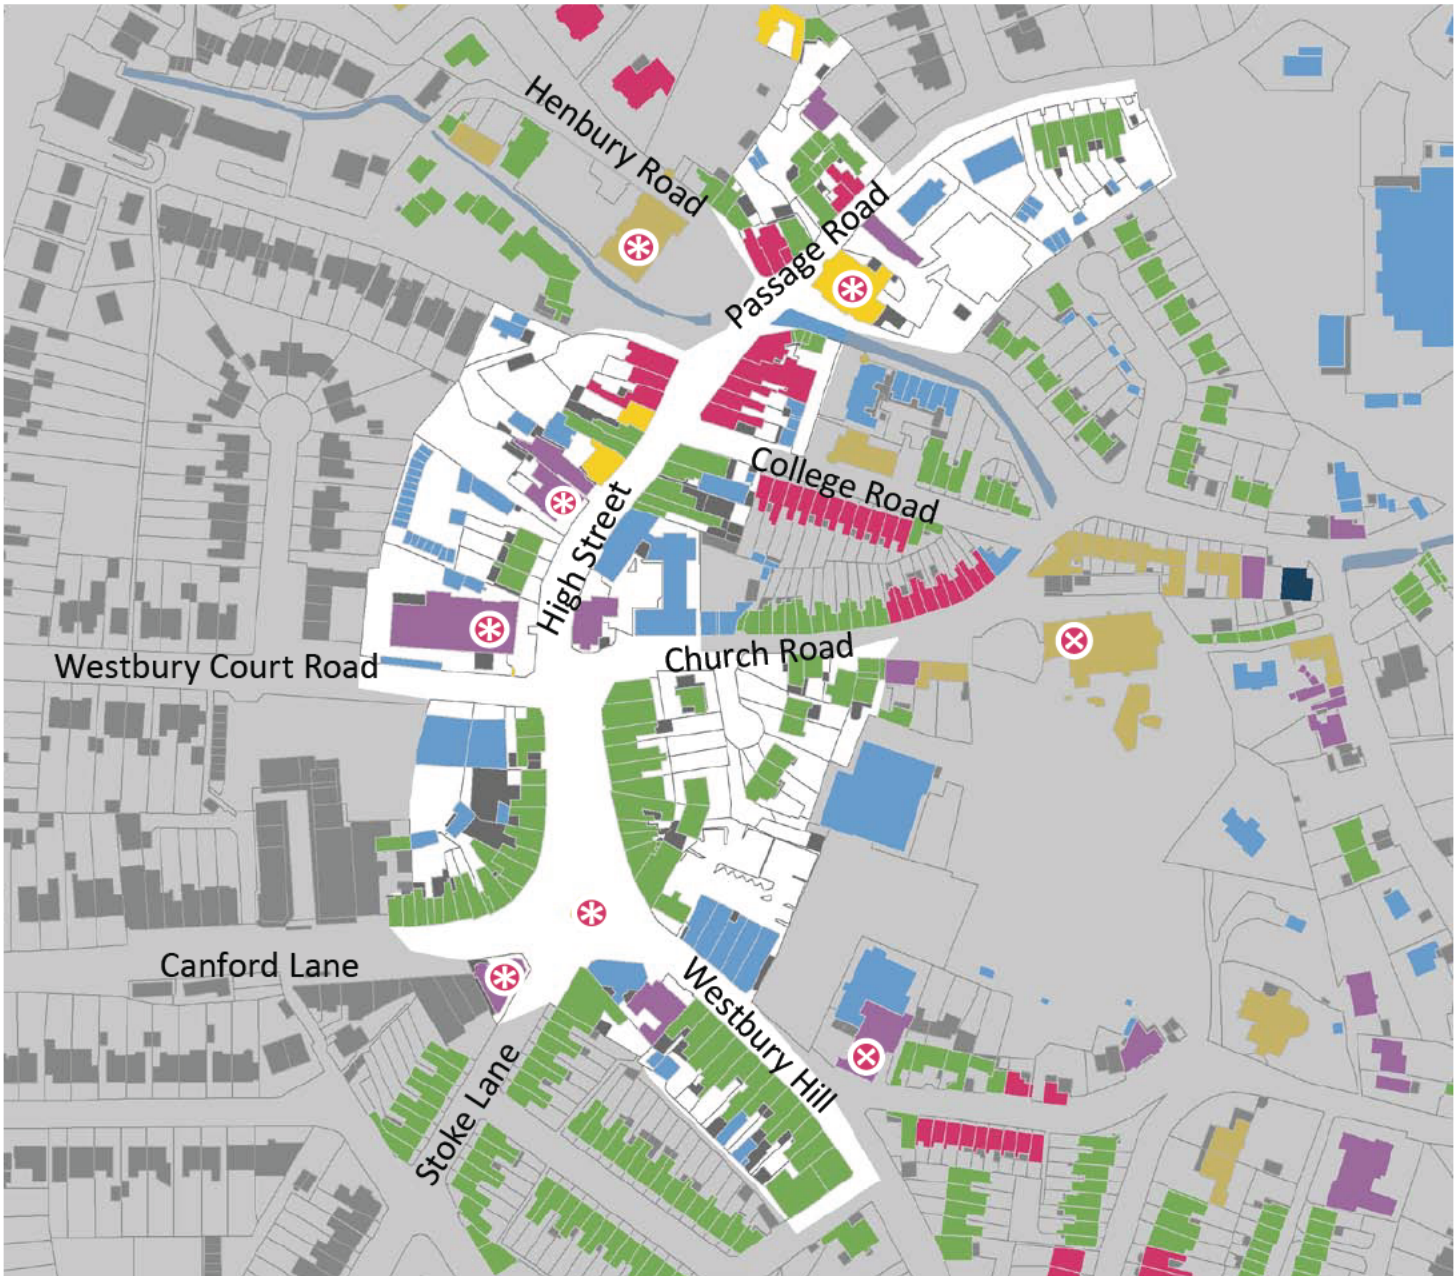 Henbury Road
Passage Road
College Road
High Street
Church Road
Westbury Court Road
Canford Lane
Westbury Hill
Stoke Lane